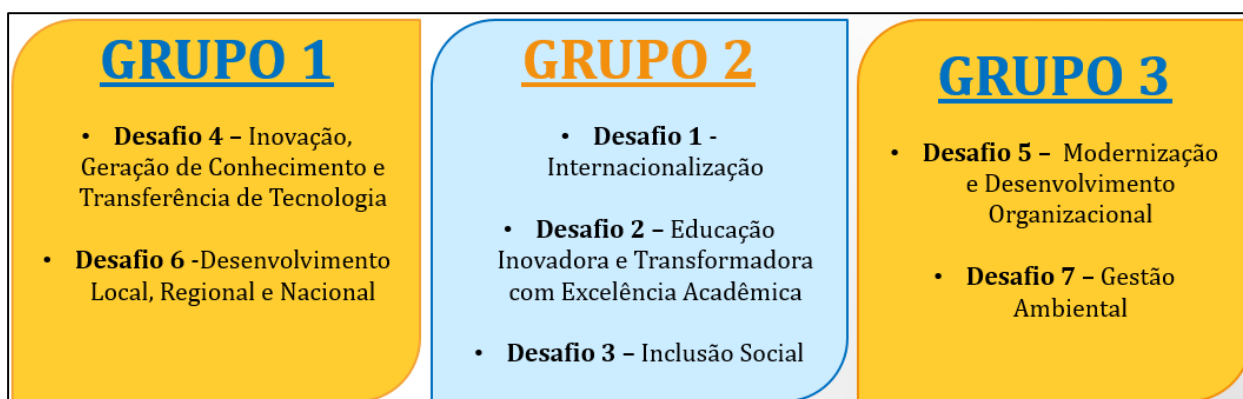 GRUPO 1
• Desafio 4 – Inovação,
Geração de Conhecimento e
Transferência de Tecnologia
• Desafio 6 -Desenvolvimento
Local, Regional e Nacional
GRUPO 2
• Desafio 1 -
Internacionalização
• Desafio 2 – Educação
Inovadora e Transformadora
com Excelência Acadêmica
• Desafio 3 – Inclusão Social
GRUPO 3
• Desafio 5 – Modernização
e Desenvolvimento
Organizacional
• Desafio 7 – Gestão
Ambiental